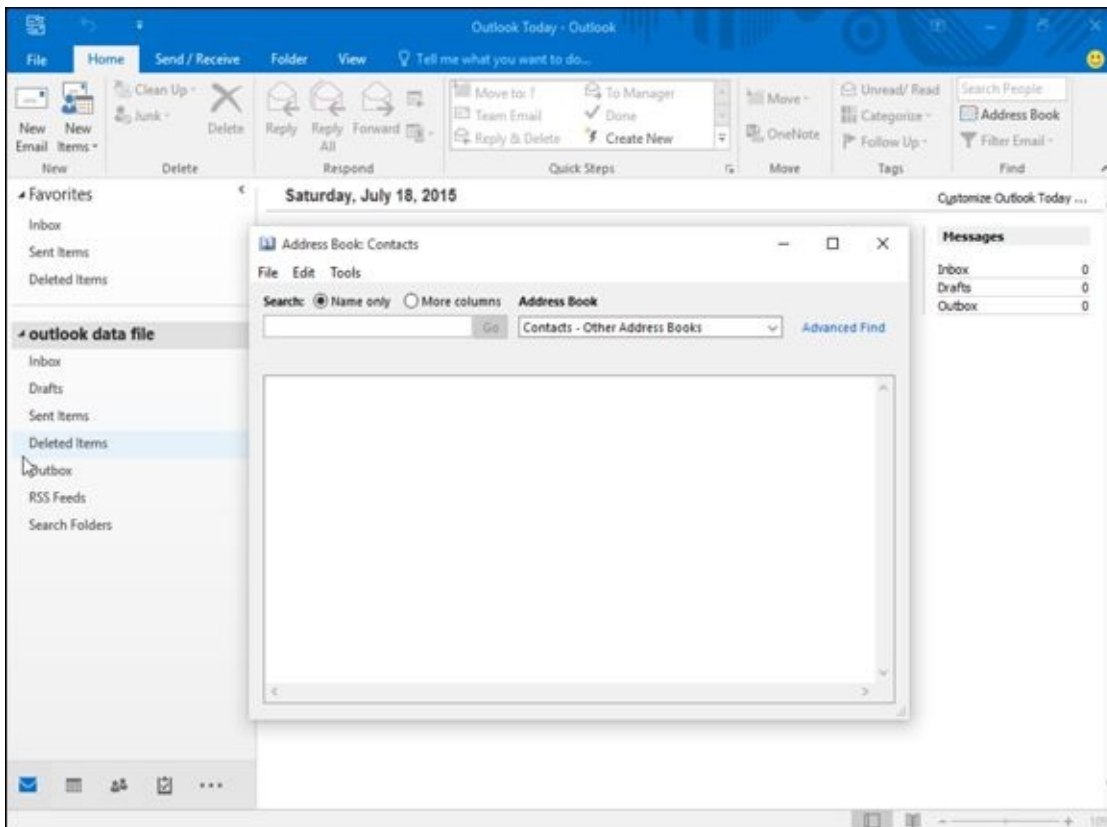 Outlook Today - Outlook
File Home Send / Receive Folder View Tell me what you want to do...
New Email
New Items
Clean Up
Junk
Delete
Reply
Reply All
Forward
Move to: ?
Team Email
Reply & Delete
To Manager
Done
Create New
Move
OneNote
Unread/ Read
Categorize
Follow Up
Search People
Address Book
Filter Email
New Delete Respond Quick Steps Move Tags Find
Favorites
Inbox
Sent Items
Deleted Items
outlook data file
Inbox
Drafts
Sent Items
Deleted Items
Outbox
RSS Feeds
Search Folders
Saturday, July 18, 2015
Customize Outlook Today ...
Messages
Inbox 0
Drafts 0
Outbox 0
Address Book: Contacts
File Edit Tools
Search: Name only More columns Address Book
Go Contacts - Other Address Books Advanced Find